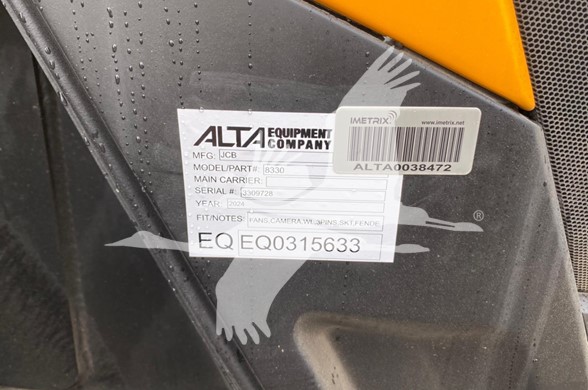 ALTA EQUIPMENT
COMPANY
MFG: JCB
MODEL/PART#: 8330
MAIN CARRIER:
SERIAL #: 3309728
YEAR: 2024
FIT/NOTES: FANS,CAMERA,WL,3PINS,SKT,FENDE
EQ EQ0315633
IMETRIX
www.imetrix.net
ALTA0038472
®